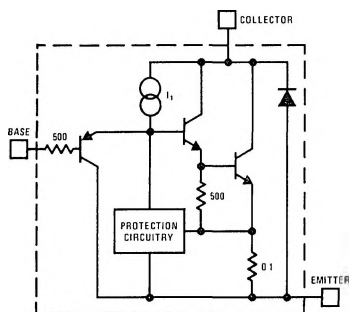 COLLECTOR
I1
BASE
500
500
PROTECTION
CIRCUITRY
0.1
EMITTER